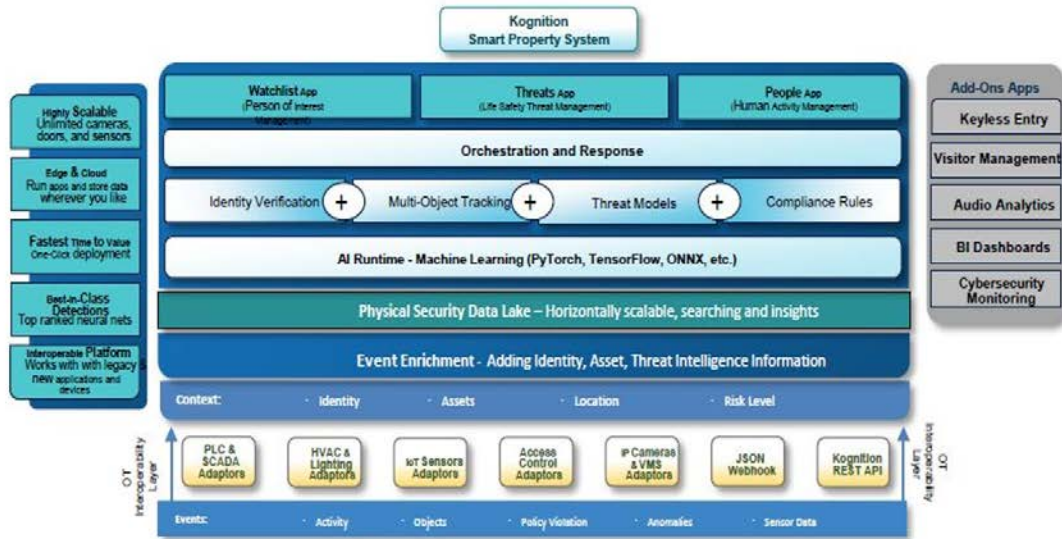 Kognition
Smart Property System
Highly Scalable
Unlimited cameras,
doors, and sensors
Edge & Cloud
Run apps and store data
wherever you like
Fastest Time to Value
One-Click deployment
Best-in-Class
Detections
Top ranked neural nets
Interoperable Platform
Works with with legacy &
new applications and
devices
Watchlist App
(Person of Interest
Management)
Threats App
(Life Safety Threat Management)
People App
(Human Activity Management)
Orchestration and Response
Identity Verification + Multi-Object Tracking + Threat Models + Compliance Rules
AI Runtime - Machine Learning (PyTorch, TensorFlow, ONNX, etc.)
Physical Security Data Lake – Horizontally scalable, searching and insights
Event Enrichment - Adding Identity, Asset, Threat Intelligence Information
Context: · Identity · Assets · Location · Risk Level
Add-Ons Apps
Keyless Entry
Visitor Management
Audio Analytics
BI Dashboards
Cybersecurity
Monitoring
OT
Interoperability
Layer
PLC &
SCADA
Adaptors
HVAC &
Lighting
Adaptors
IoT Sensors
Adaptors
Access
Control
Adaptors
IP Cameras
& VMS
Adaptors
JSON
Webhook
Kognition
REST API
OT
Interoperability
Layer
Events: · Activity · Objects · Policy Violation · Anomalies · Sensor Data